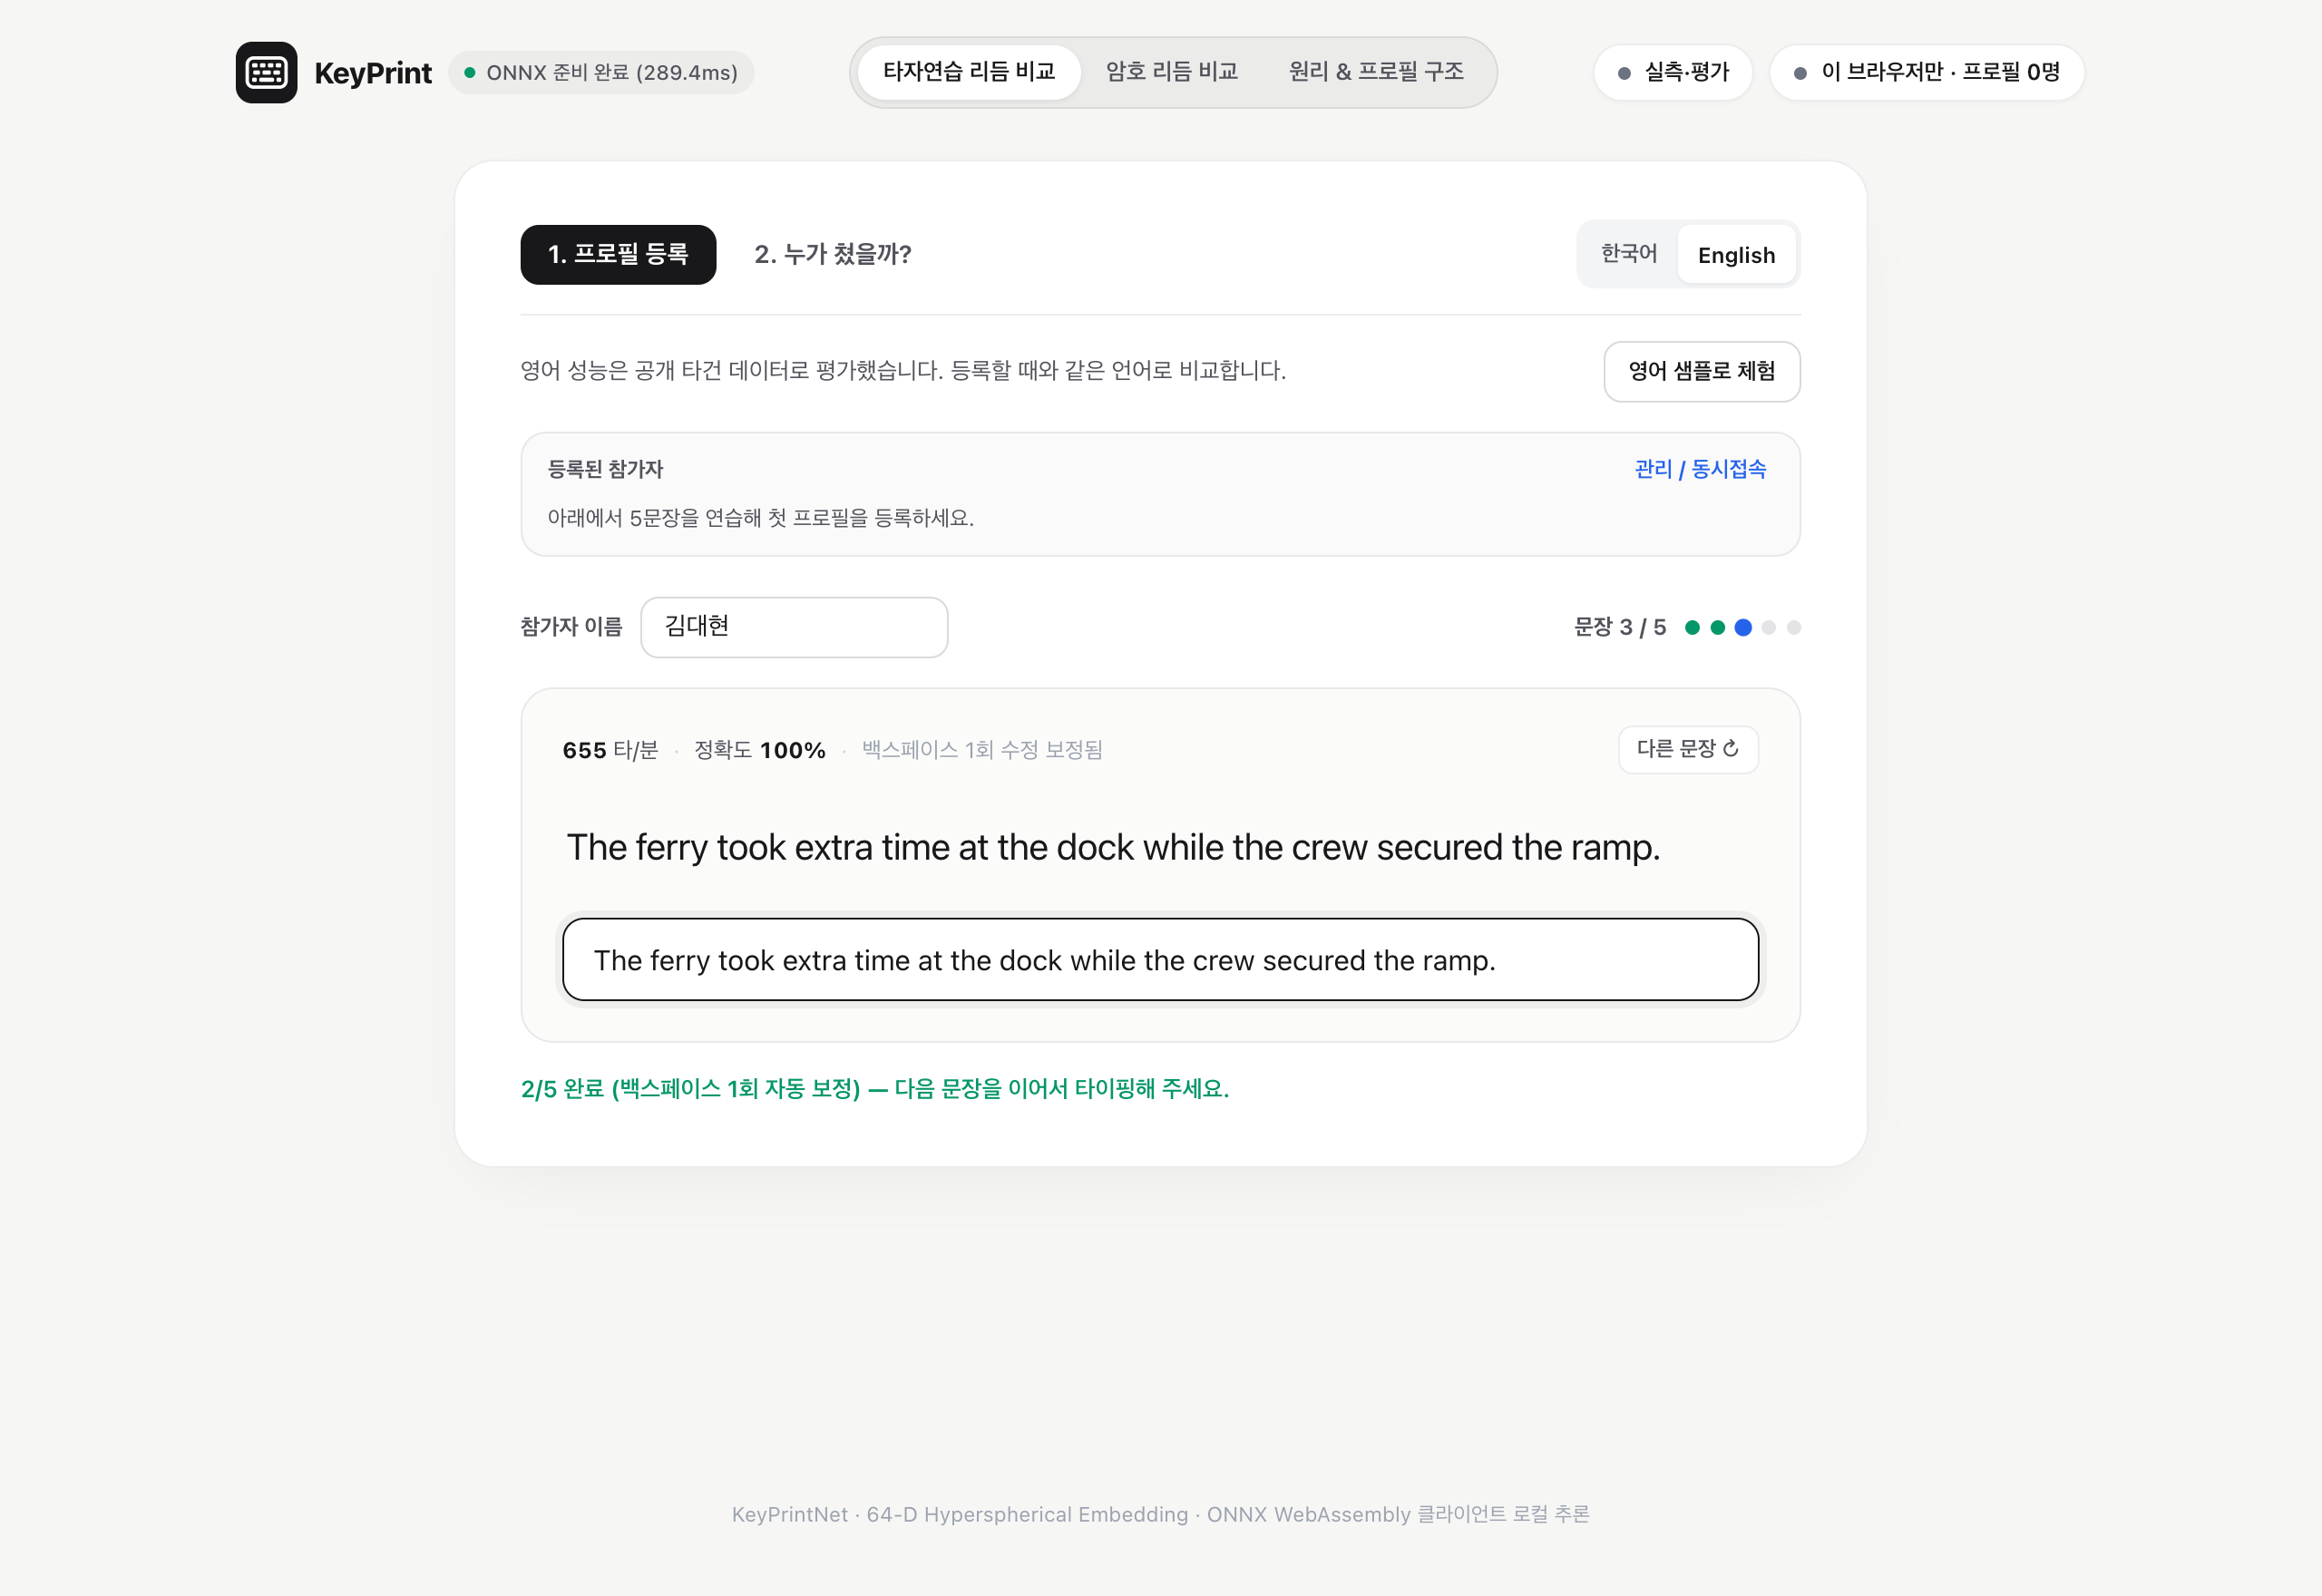 KeyPrint
ONNX 준비 완료 (289.4ms)
타자연습 리듬 비교
암호 리듬 비교
원리 & 프로필 구조
실측·평가
이 브라우저만 · 프로필 0명
1. 프로필 등록
2. 누가 쳤을까?
한국어
English
영어 성능은 공개 타건 데이터로 평가했습니다. 등록할 때와 같은 언어로 비교합니다.
영어 샘플로 체험
등록된 참가자
관리 / 동시접속
아래에서 5문장을 연습해 첫 프로필을 등록하세요.
참가자 이름
김대현
문장 3 / 5
655 타/분 · 정확도 100% · 백스페이스 1회 수정 보정됨
다른 문장 ↻
The ferry took extra time at the dock while the crew secured the ramp.
The ferry took extra time at the dock while the crew secured the ramp.
2/5 완료 (백스페이스 1회 자동 보정) — 다음 문장을 이어서 타이핑해 주세요.
KeyPrintNet · 64-D Hyperspherical Embedding · ONNX WebAssembly 클라이언트 로컬 추론